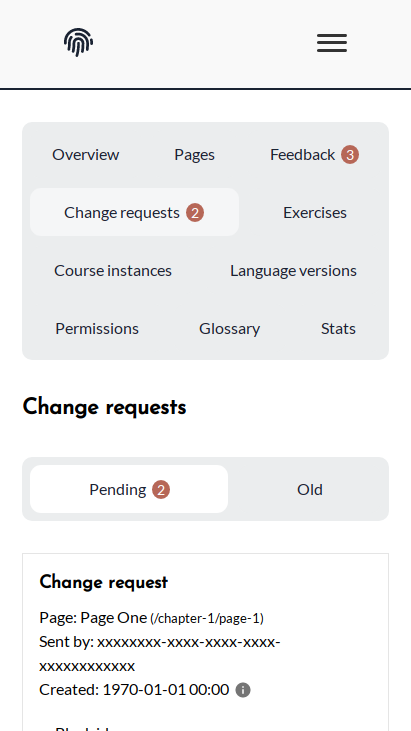 Overview Pages Feedback 3
Change requests 2 Exercises
Course instances Language versions
Permissions Glossary Stats
Change requests
Pending 2 Old
Change request
Page: Page One (/chapter-1/page-1)
Sent by: xxxxxxxx-xxxx-xxxx-xxxx-
xxxxxxxxxxxx
Created: 1970-01-01 00:00